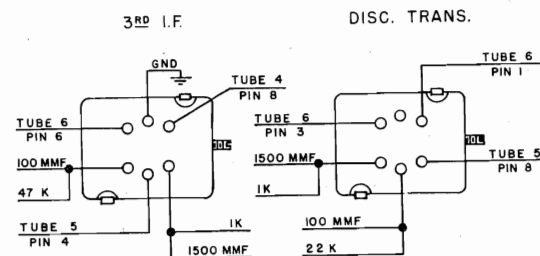 3RD I.F.
DISC. TRANS.
GND
TUBE 4
PIN 8
TUBE 6
PIN 6
100 MMF
47 K
TUBE 5
PIN 4
1K
1500 MMF
TUBE 6
PIN 1
TUBE 6
PIN 3
1500 MMF
1K
TUBE 5
PIN 8
100 MMF
22 K